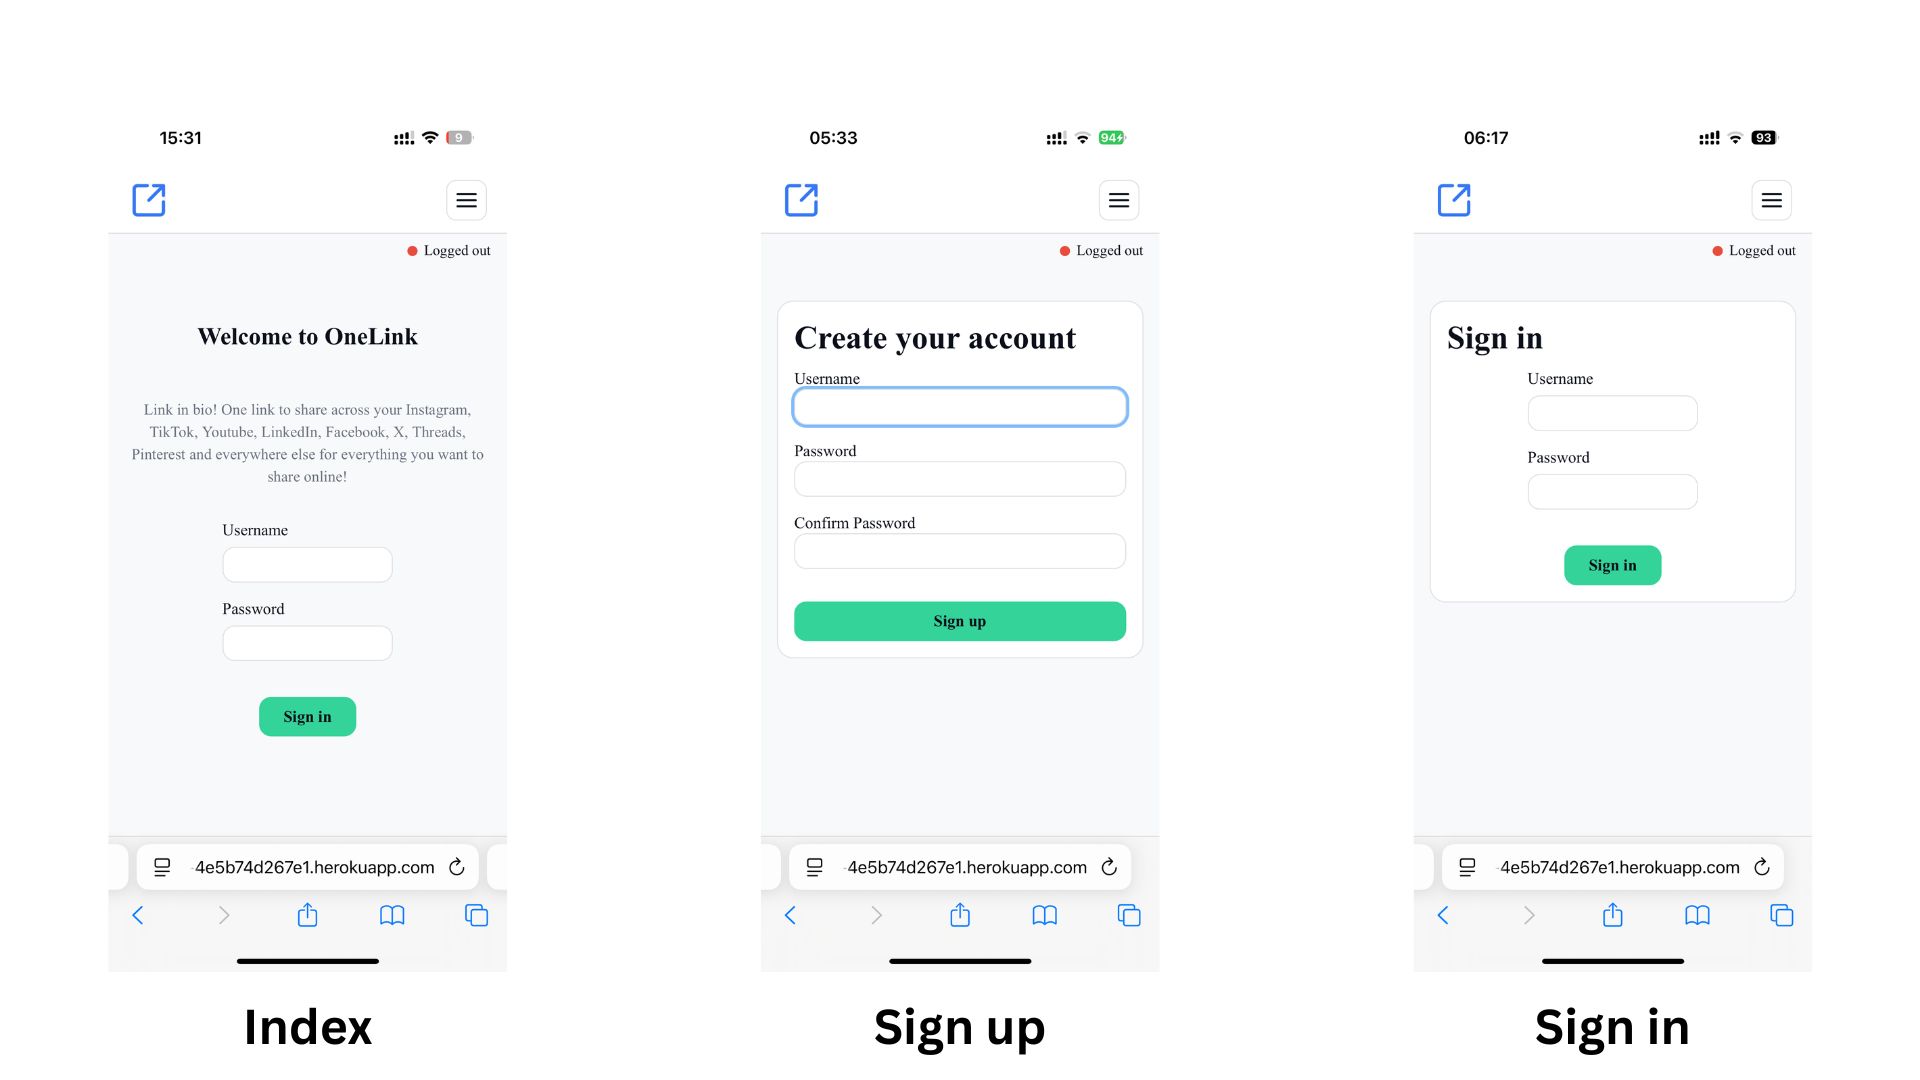 15:31
9
Logged out
Welcome to OneLink
Link in bio! One link to share across your Instagram,
TikTok, Youtube, LinkedIn, Facebook, X, Threads,
Pinterest and everywhere else for everything you want to
share online!
Username
Password
Sign in
-4e5b74d267e1.herokuapp.com
Index
05:33
94
Logged out
Create your account
Username
Password
Confirm Password
Sign up
-4e5b74d267e1.herokuapp.com
Sign up
06:17
93
Logged out
Sign in
Username
Password
Sign in
-4e5b74d267e1.herokuapp.com
Sign in